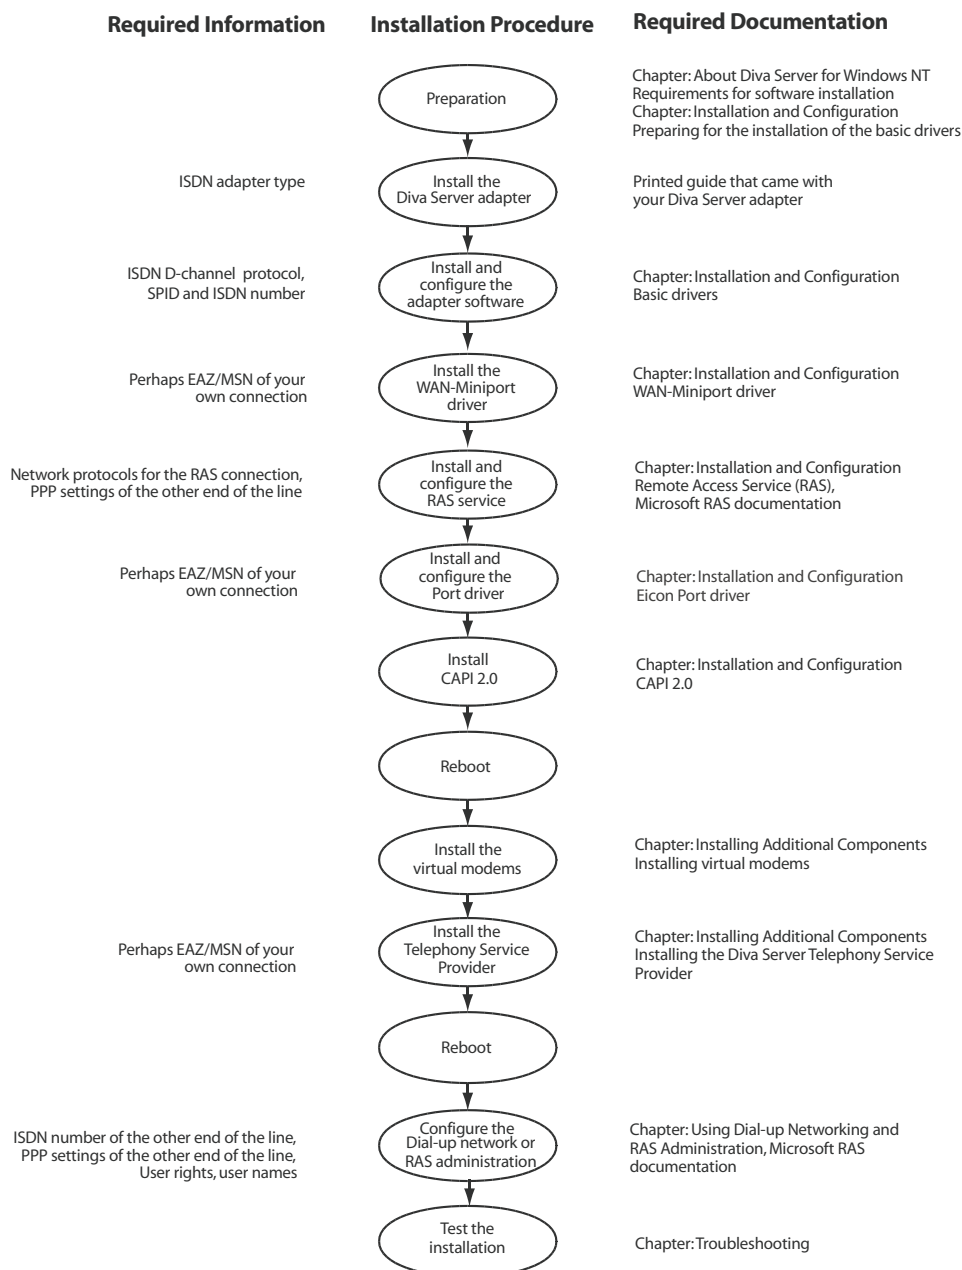 Required Information
Installation Procedure
Required Documentation
Preparation
Chapter: About Diva Server for Windows NT
Requirements for software installation
Chapter: Installation and Configuration
Preparing for the installation of the basic drivers
ISDN adapter type
Install the
Diva Server adapter
Printed guide that came with
your Diva Server adapter
ISDN D-channel protocol,
SPID and ISDN number
Install and
configure the
adapter software
Chapter: Installation and Configuration
Basic drivers
Perhaps EAZ/MSN of your
own connection
Install the
WAN-Miniport
driver
Chapter: Installation and Configuration
WAN-Miniport driver
Network protocols for the RAS connection,
PPP settings of the other end of the line
Install and
configure the
RAS service
Chapter: Installation and Configuration
Remote Access Service (RAS),
Microsoft RAS documentation
Perhaps EAZ/MSN of your
own connection
Install and
configure the
Port driver
Chapter: Installation and Configuration
Eicon Port driver
Install
CAPI 2.0
Chapter: Installation and Configuration
CAPI 2.0
Reboot
Install the
virtual modems
Chapter: Installing Additional Components
Installing virtual modems
Perhaps EAZ/MSN of your
own connection
Install the
Telephony Service
Provider
Chapter: Installing Additional Components
Installing the Diva Server Telephony Service
Provider
Reboot
ISDN number of the other end of the line,
PPP settings of the other end of the line,
User rights, user names
Configure the
Dial-up network or
RAS administration
Chapter: Using Dial-up Networking and
RAS Administration, Microsoft RAS
documentation
Test the
installation
Chapter: Troubleshooting